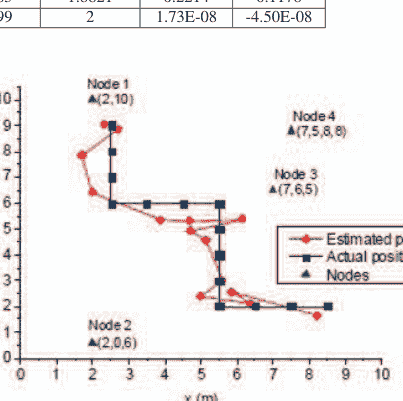 99 2 1.73E-08 -4.50E-08
Node 1
(2,10)
Node 4
(7,5,8,8)
Node 3
(7,6,5)
Estimated p
Actual posit
Nodes
Node 2
(2,0,6)
10
9
8
7
6
5
4
3
2
1
0
0 1 2 3 4 5 6 7 8 9 10
x (m)